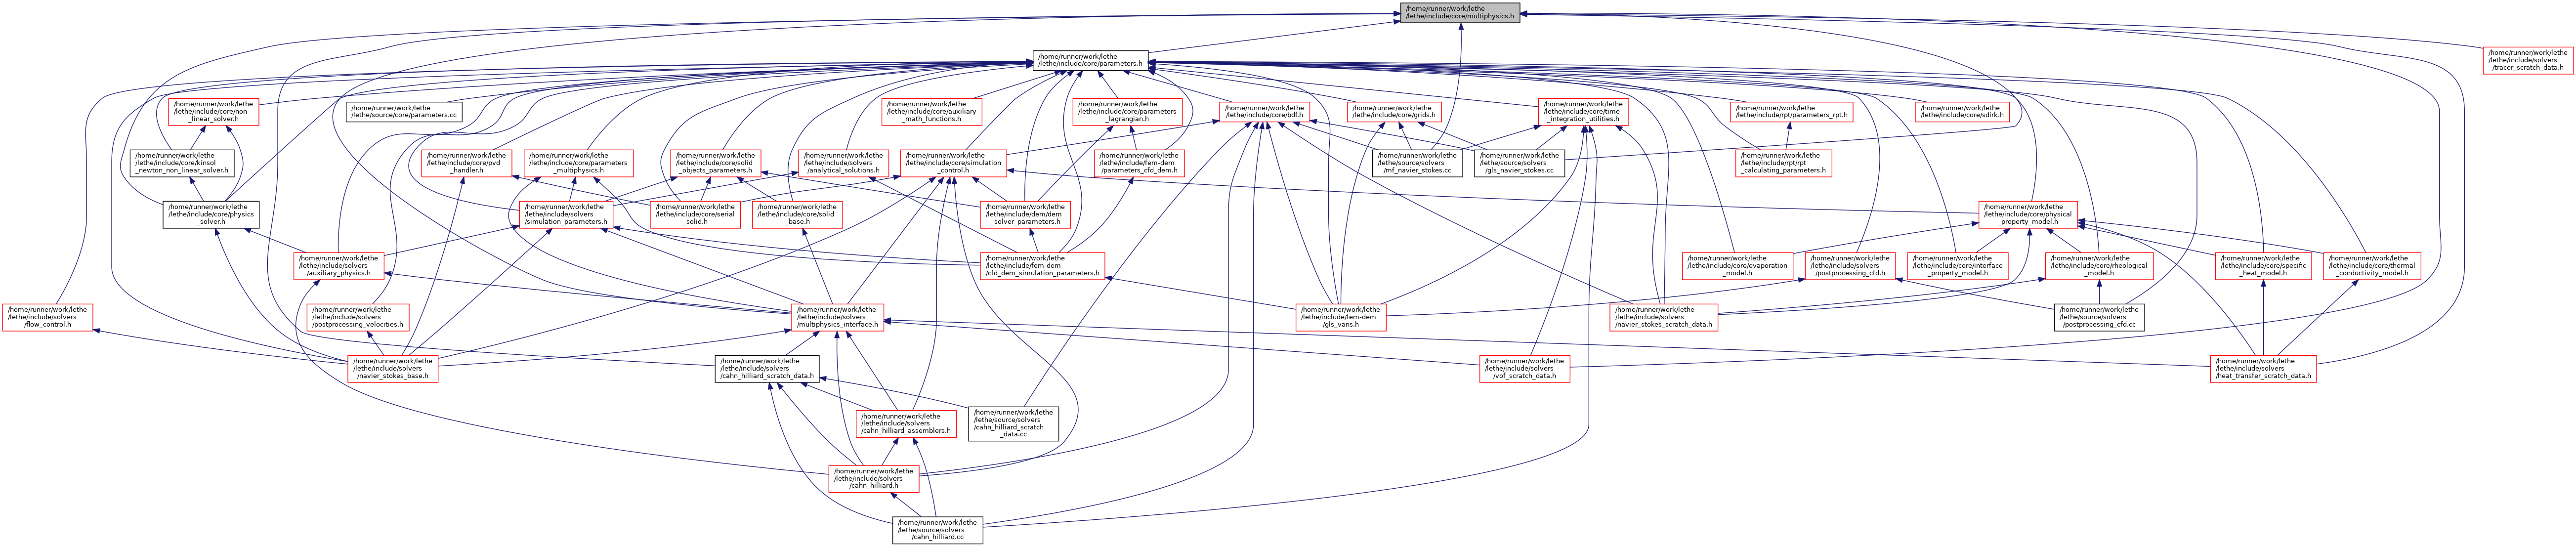 /home/runner/work/lethe
/lethe/include/core/multiphysics.h
/home/runner/work/lethe
/lethe/include/core/parameters.h
/home/runner/work/lethe
/lethe/include/solvers
/tracer_scratch_data.h
/home/runner/work/lethe
/lethe/include/core/non
_linear_solver.h
/home/runner/work/lethe
/lethe/source/core/parameters.cc
/home/runner/work/lethe
/lethe/include/core/auxiliary
_math_functions.h
/home/runner/work/lethe
/lethe/include/core/parameters
_lagrangian.h
/home/runner/work/lethe
/lethe/include/core/bdf.h
/home/runner/work/lethe
/lethe/include/core/grids.h
/home/runner/work/lethe
/lethe/include/core/time
_integration_utilities.h
/home/runner/work/lethe
/lethe/include/rpt/parameters_rpt.h
/home/runner/work/lethe
/lethe/include/core/sdirk.h
/home/runner/work/lethe
/lethe/include/core/kinsol
_newton_non_linear_solver.h
/home/runner/work/lethe
/lethe/include/core/pvd
_handler.h
/home/runner/work/lethe
/lethe/include/core/parameters
_multiphysics.h
/home/runner/work/lethe
/lethe/include/core/solid
_objects_parameters.h
/home/runner/work/lethe
/lethe/include/solvers
/analytical_solutions.h
/home/runner/work/lethe
/lethe/include/core/simulation
_control.h
/home/runner/work/lethe
/lethe/include/fem-dem
/parameters_cfd_dem.h
/home/runner/work/lethe
/lethe/source/solvers
/mf_navier_stokes.cc
/home/runner/work/lethe
/lethe/source/solvers
/gls_navier_stokes.cc
/home/runner/work/lethe
/lethe/include/rpt/rpt
_calculating_parameters.h
/home/runner/work/lethe
/lethe/include/core/physics
_solver.h
/home/runner/work/lethe
/lethe/include/solvers
/simulation_parameters.h
/home/runner/work/lethe
/lethe/include/core/serial
_solid.h
/home/runner/work/lethe
/lethe/include/core/solid
_base.h
/home/runner/work/lethe
/lethe/include/dem/dem
_solver_parameters.h
/home/runner/work/lethe
/lethe/include/core/physical
_property_model.h
/home/runner/work/lethe
/lethe/include/solvers
/auxiliary_physics.h
/home/runner/work/lethe
/lethe/include/fem-dem
/cfd_dem_simulation_parameters.h
/home/runner/work/lethe
/lethe/include/core/evaporation
_model.h
/home/runner/work/lethe
/lethe/include/solvers
/postprocessing_cfd.h
/home/runner/work/lethe
/lethe/include/core/interface
_property_model.h
/home/runner/work/lethe
/lethe/include/core/rheological
_model.h
/home/runner/work/lethe
/lethe/include/core/specific
_heat_model.h
/home/runner/work/lethe
/lethe/include/core/thermal
_conductivity_model.h
/home/runner/work/lethe
/lethe/include/solvers
/flow_control.h
/home/runner/work/lethe
/lethe/include/solvers
/postprocessing_velocities.h
/home/runner/work/lethe
/lethe/include/solvers
/multiphysics_interface.h
/home/runner/work/lethe
/lethe/include/fem-dem
/gls_vans.h
/home/runner/work/lethe
/lethe/include/solvers
/navier_stokes_scratch_data.h
/home/runner/work/lethe
/lethe/source/solvers
/postprocessing_cfd.cc
/home/runner/work/lethe
/lethe/include/solvers
/navier_stokes_base.h
/home/runner/work/lethe
/lethe/include/solvers
/cahn_hilliard_scratch_data.h
/home/runner/work/lethe
/lethe/include/solvers
/vof_scratch_data.h
/home/runner/work/lethe
/lethe/include/solvers
/heat_transfer_scratch_data.h
/home/runner/work/lethe
/lethe/include/solvers
/cahn_hilliard_assemblers.h
/home/runner/work/lethe
/lethe/source/solvers
/cahn_hilliard_scratch
_data.cc
/home/runner/work/lethe
/lethe/include/solvers
/cahn_hilliard.h
/home/runner/work/lethe
/lethe/source/solvers
/cahn_hilliard.cc